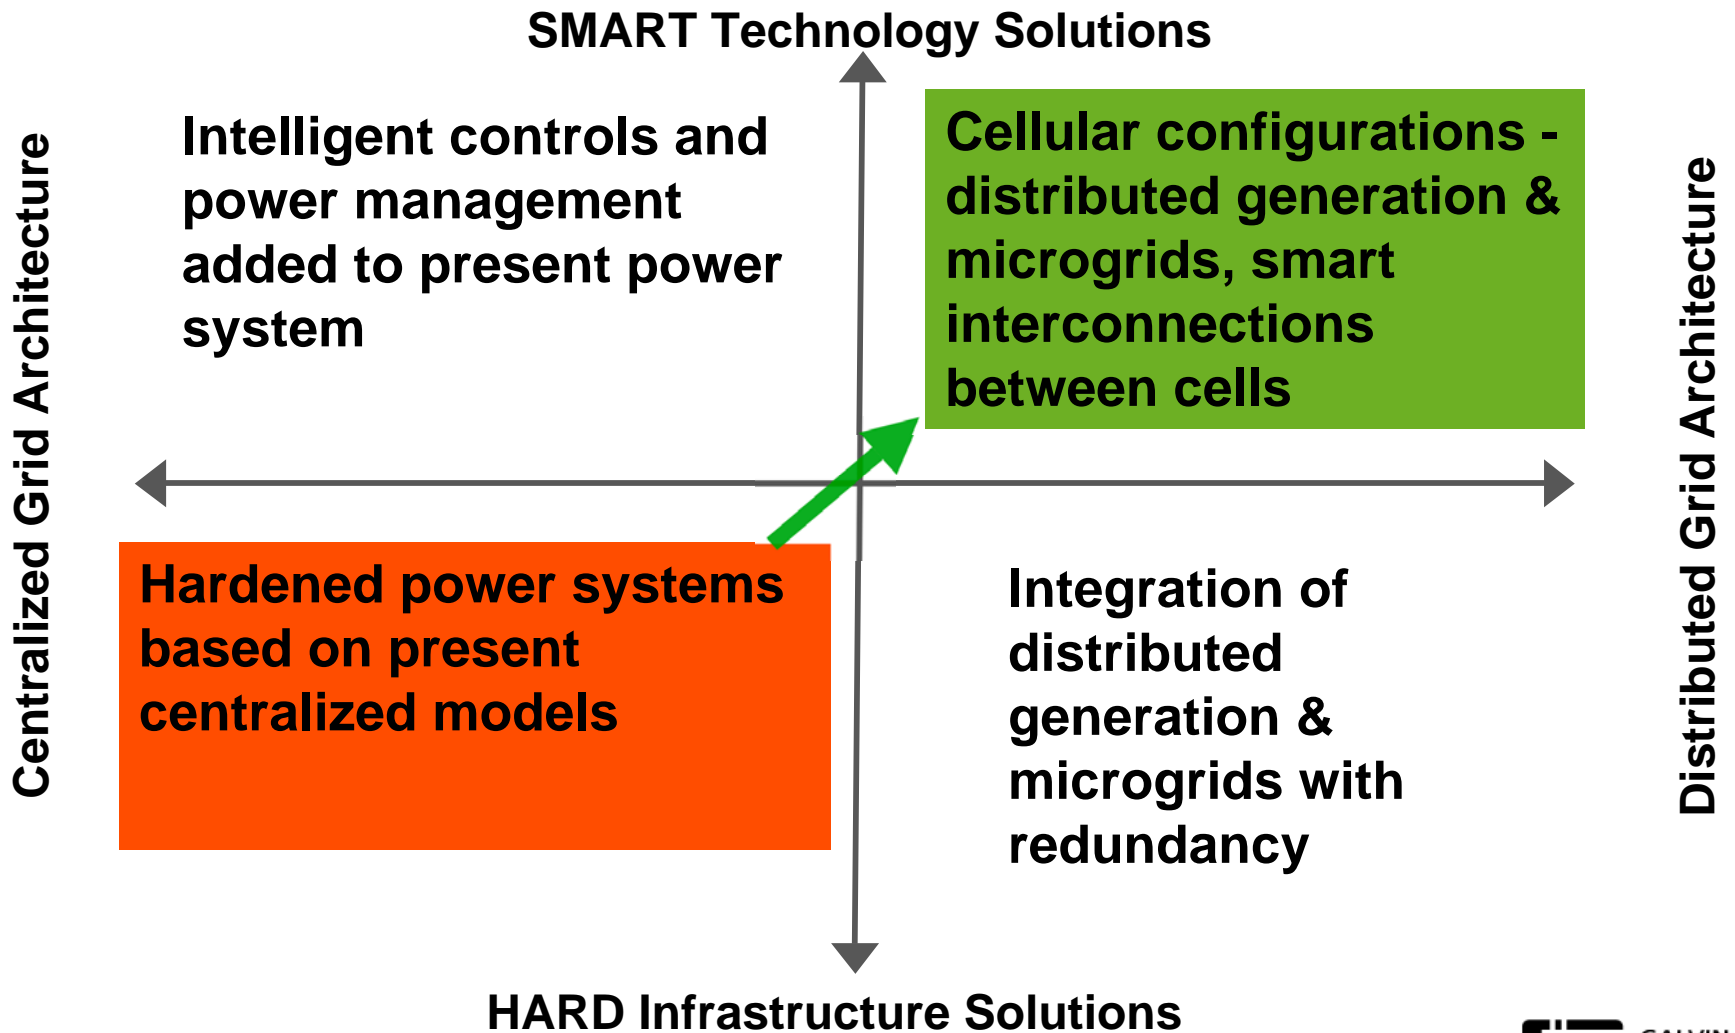 SMART Technology Solutions
Centralized Grid Architecture
Intelligent controls and
power management
added to present power
system
Cellular configurations -
distributed generation &
microgrids, smart
interconnections
between cells
Distributed Grid Architecture
Hardened power systems
based on present
centralized models
Integration of
distributed
generation &
microgrids with
redundancy
HARD Infrastructure Solutions